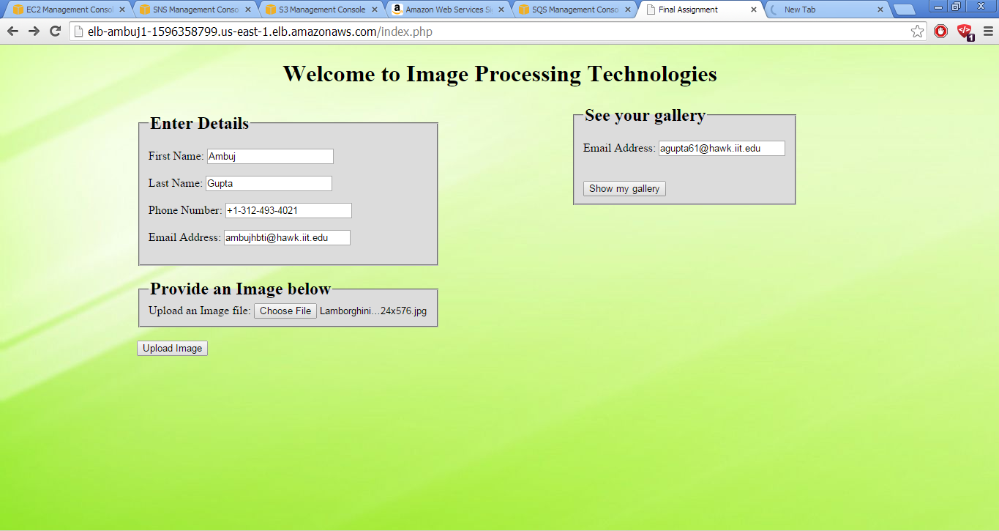 EC2 Management Consol
SNS Management Conso
S3 Management Console
Amazon Web Services Si
SQS Management Conso
Final Assignment
New Tab
elb-ambuj1-1596358799.us-east-1.elb.amazonaws.com/index.php
1
Welcome to Image Processing Technologies
Enter Details
First Name: Ambuj
Last Name: Gupta
Phone Number: +1-312-493-4021
Email Address: ambujhbti@hawk.iit.edu
Provide an Image below
Upload an Image file: Choose File Lamborghini...24x576.jpg
Upload Image
See your gallery
Email Address: agupta61@hawk.iit.edu
Show my gallery